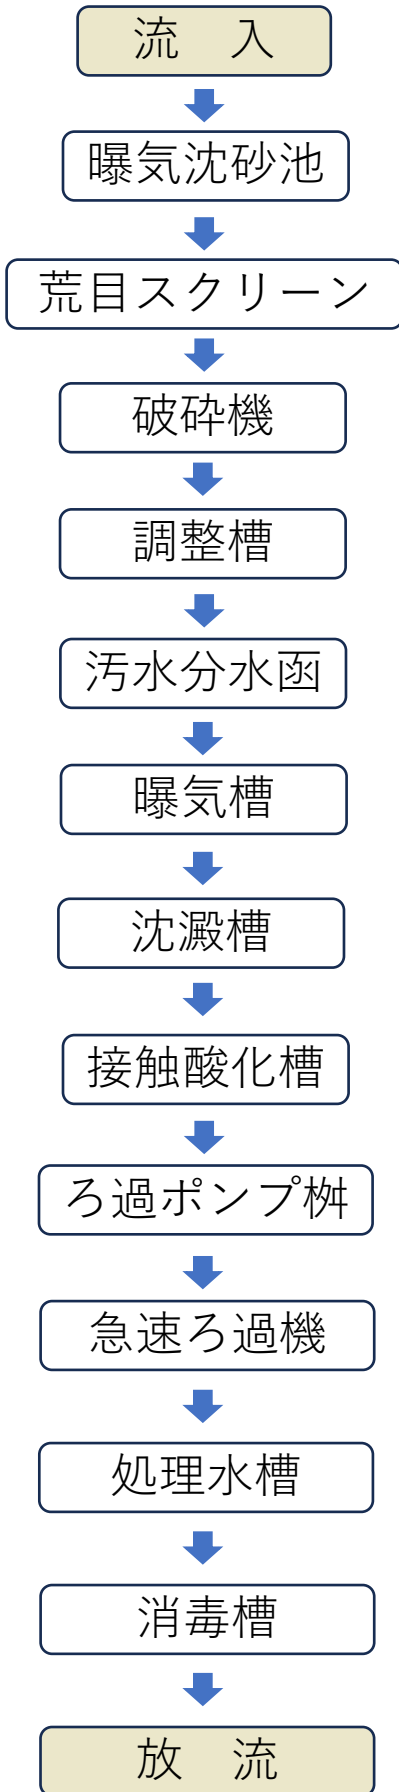 流　入
曝気沈砂池
荒目スクリーン
破砕機
調整槽
汚水分水函
曝気槽
沈澱槽
接触酸化槽
ろ過ポンプ桝
急速ろ過機
処理水槽
消毒槽
放　流